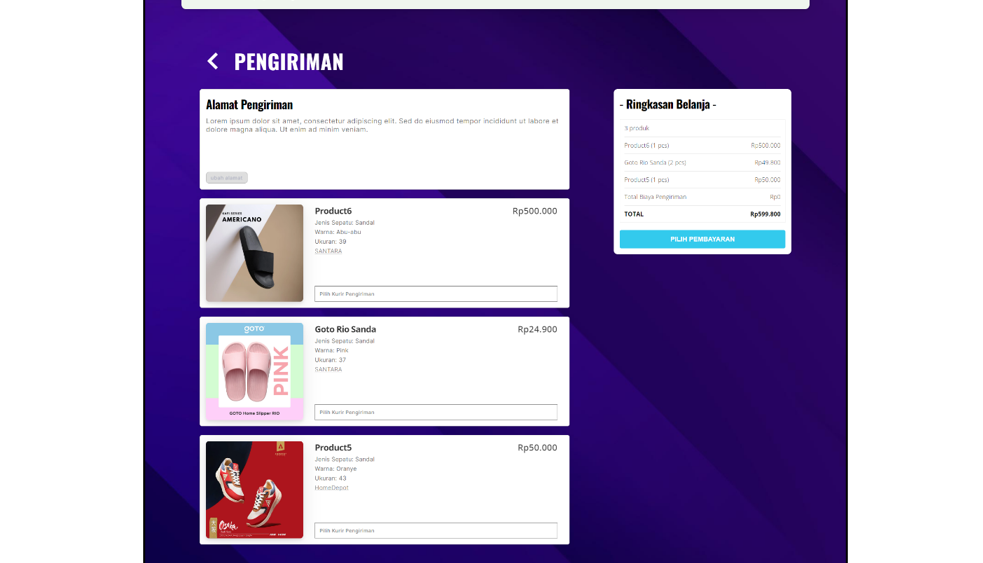 PENGIRIMAN
Alamat Pengiriman
Lorem ipsum dolor sit amet, consectetur adipiscing elit. Sed do eiusmod tempor incididunt ut labore et
dolore magna aliqua. Ut enim ad minim veniam.
Ubah alamat
AMERICANO
Product6
Rp500.000
Jenis Sepatu: Sandal
Warna: Abu-abu
Ukuran: 39
SANTARA
Pilih Kurir Pengiriman
GOTO
PINK
GOTO Home Slipper RIO
Goto Rio Sanda
Rp24.900
Jenis Sepatu: Sandal
Warna: Pink
Ukuran: 37
SANTARA
Pilih Kurir Pengiriman
Product5
Rp50.000
Jenis Sepatu: Sandal
Warna: Oranye
Ukuran: 43
HomeDepot
Pilih Kurir Pengiriman
- Ringkasan Belanja -
3 produk
Product6 (1 pcs) Rp500.000
Goto Rio Sanda (2 pcs) Rp49.800
Product5 (1 pcs) Rp50.000
Total Biaya Pengiriman Rp0
TOTAL Rp599.800
PILIH PEMBAYARAN